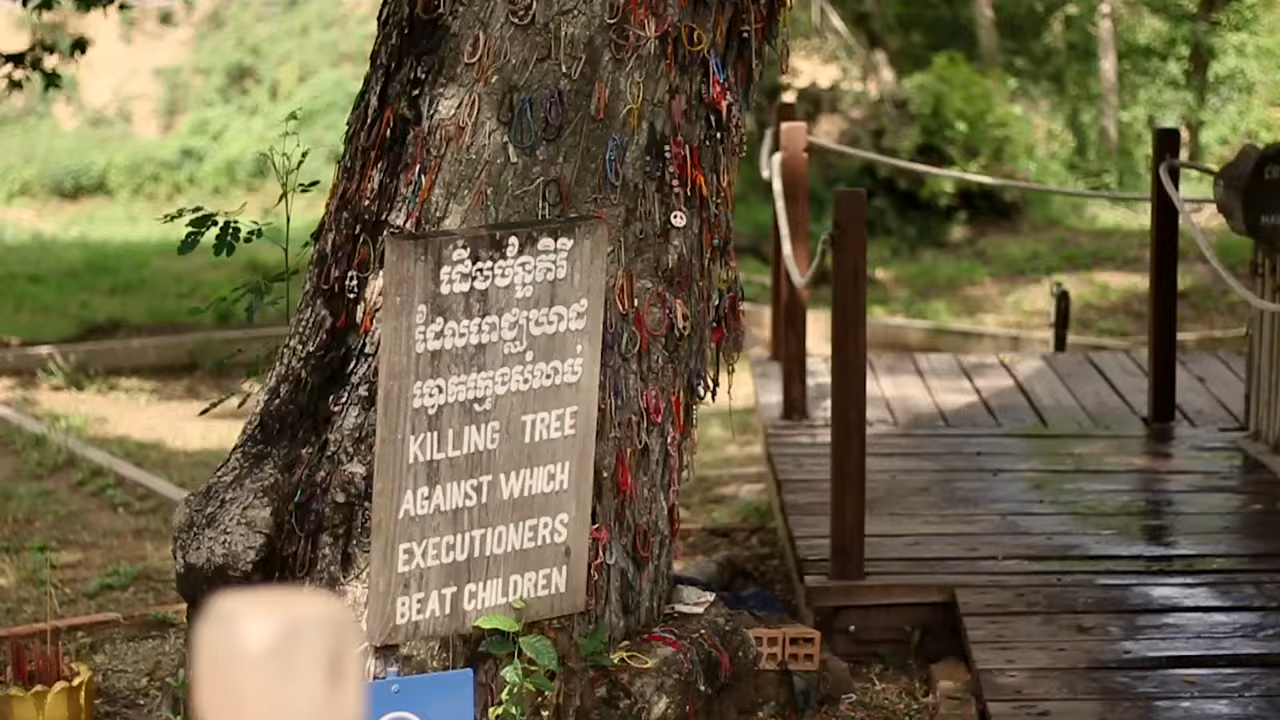 ដើមច័ន្ទគិរី
ដែលពេជ្ឈឃាដ
បោកក្មេងសំលាប់
KILLING TREE
AGAINST WHICH
EXECUTIONERS
BEAT CHILDREN